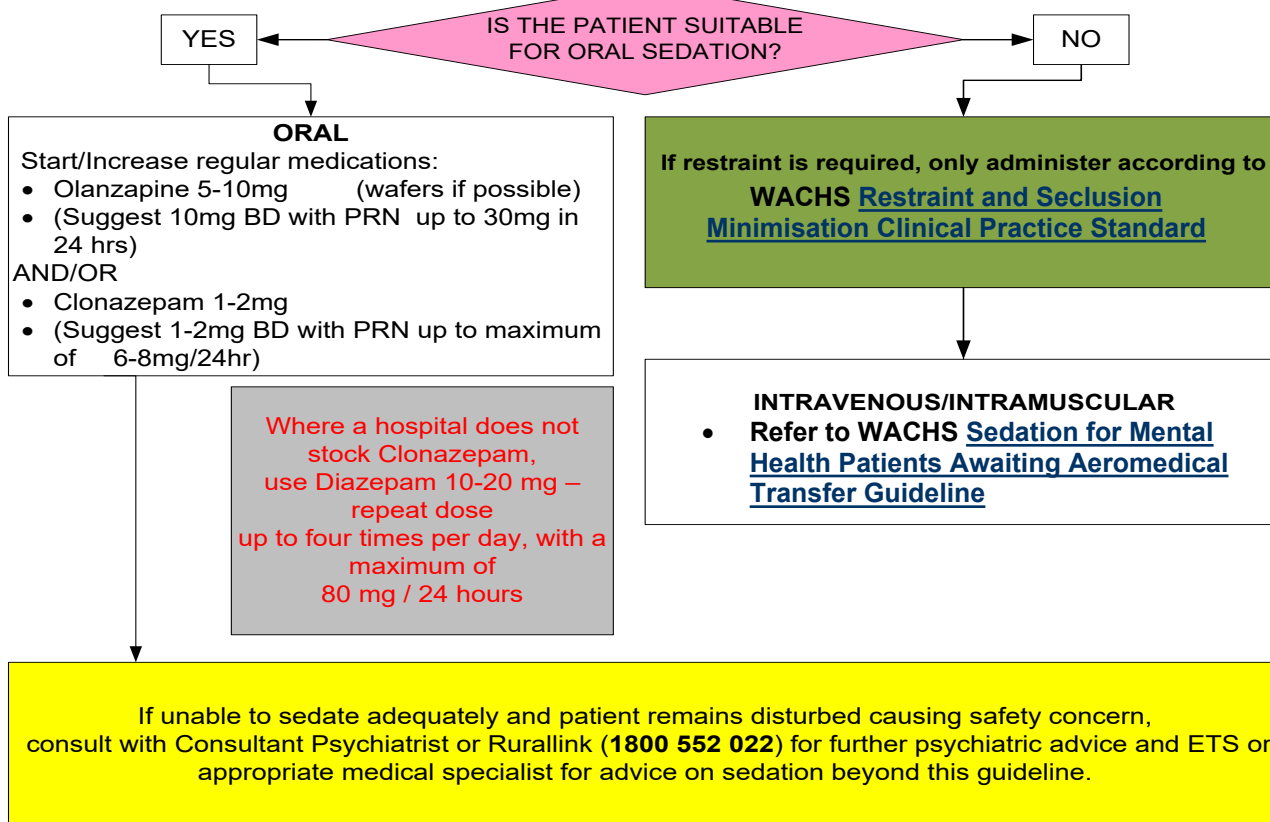 IS THE PATIENT SUITABLE
FOR ORAL SEDATION?
YES
NO
ORAL
Start/Increase regular medications:
• Olanzapine 5-10mg (wafers if possible)
• (Suggest 10mg BD with PRN up to 30mg in
24 hrs)
AND/OR
• Clonazepam 1-2mg
• (Suggest 1-2mg BD with PRN up to maximum
of 6-8mg/24hr)
Where a hospital does not
stock Clonazepam,
use Diazepam 10-20 mg –
repeat dose
up to four times per day, with a
maximum of
80 mg / 24 hours
If restraint is required, only administer according to
WACHS Restraint and Seclusion
Minimisation Clinical Practice Standard
INTRAVENOUS/INTRAMUSCULAR
• Refer to WACHS Sedation for Mental
Health Patients Awaiting Aeromedical
Transfer Guideline
If unable to sedate adequately and patient remains disturbed causing safety concern,
consult with Consultant Psychiatrist or Rurallink (1800 552 022) for further psychiatric advice and ETS or
appropriate medical specialist for advice on sedation beyond this guideline.